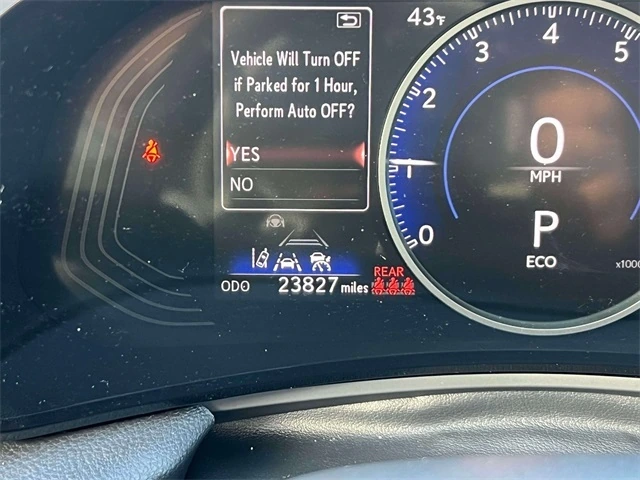 43°F
Vehicle Will Turn OFF
if Parked for 1 Hour,
Perform Auto OFF?
YES
NO
0
1
2
3
4
5
0
MPH
P
ECO
x1000
REAR
ODO 23827 miles